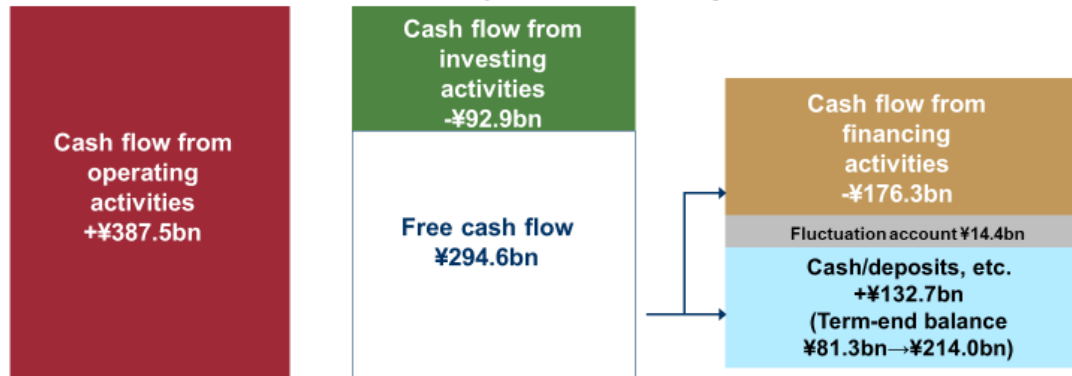 Cash flow from
operating
activities
+¥387.5bn
Cash flow from
investing
activities
-¥92.9bn
Free cash flow
¥294.6bn
Cash flow from
financing
activities
-¥176.3bn
Fluctuation account ¥14.4bn
Cash/deposits, etc.
+¥132.7bn
(Term-end balance
¥81.3bn→¥214.0bn)